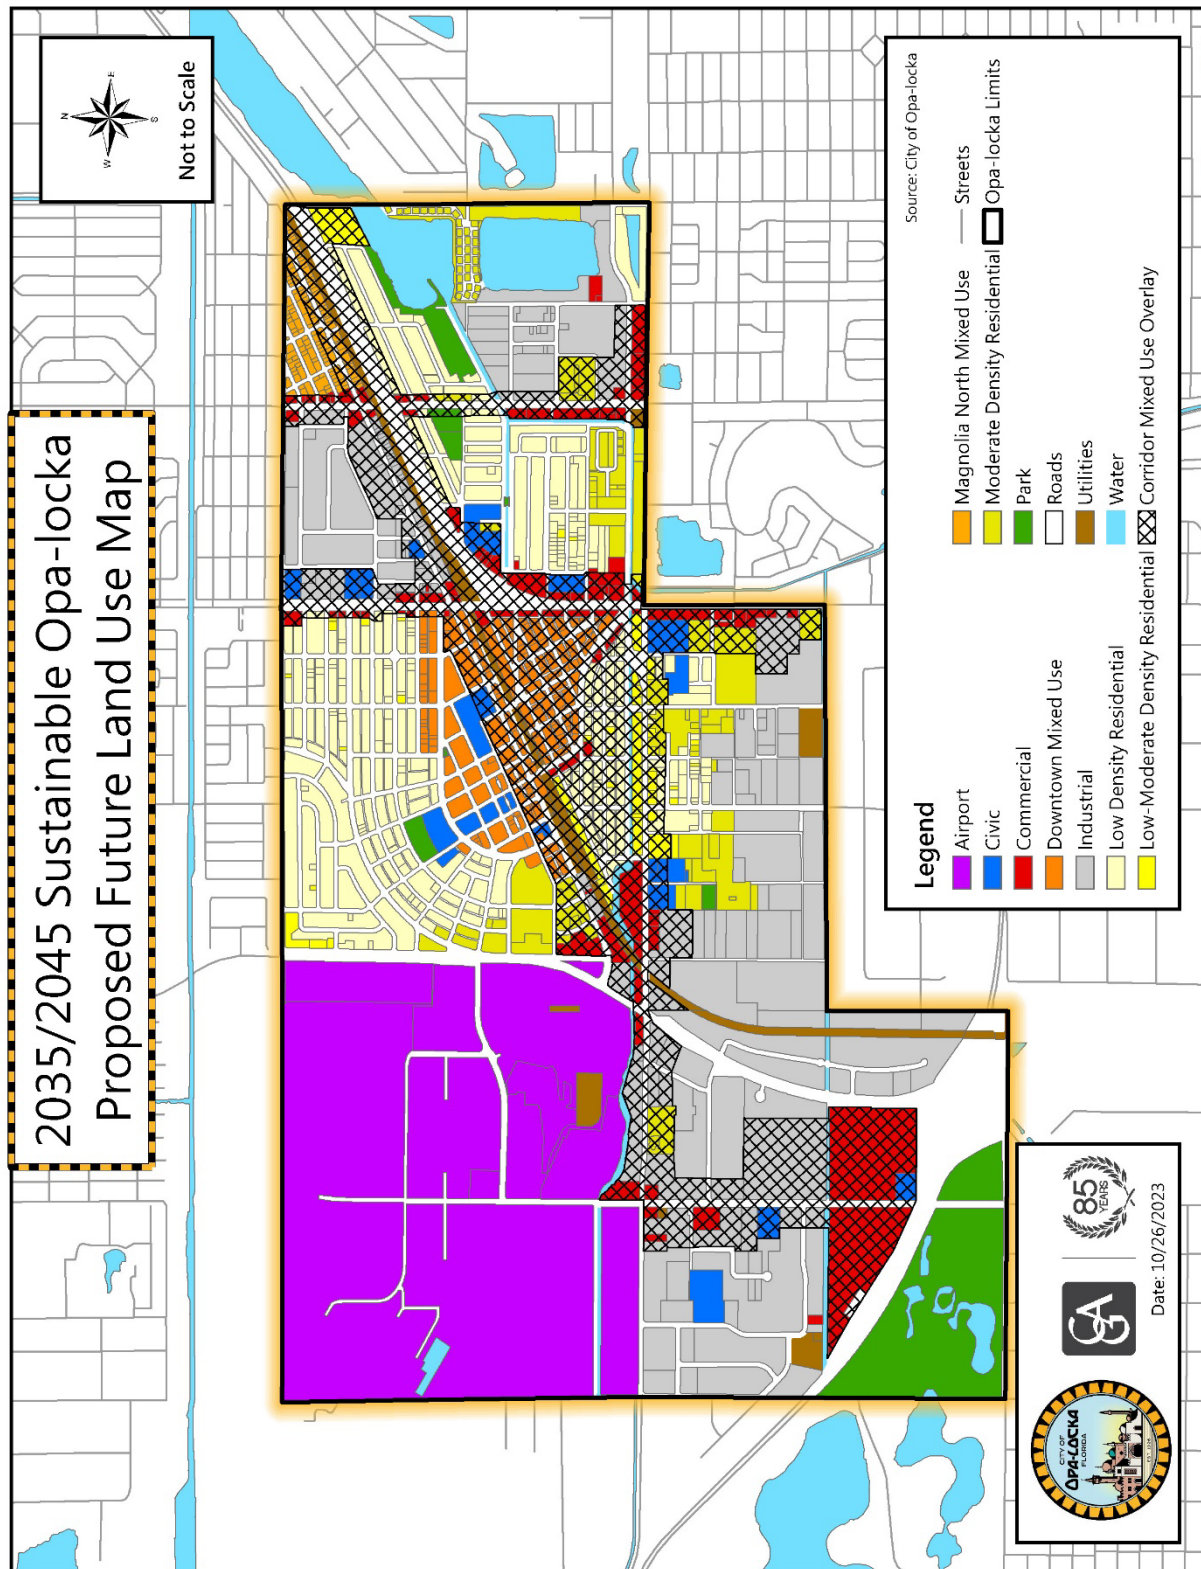 2035/2045 Sustainable Opa-locka
Proposed Future Land Use Map
N
E
S
W
Not to Scale
Source: City of Opa-locka
Legend
Airport
Civic
Commercial
Downtown Mixed Use
Industrial
Low Density Residential
Low-Moderate Density Residential
Magnolia North Mixed Use
Moderate Density Residential
Park
Roads
Utilities
Water
Corridor Mixed Use Overlay
Streets
Opa-locka Limits
CITY OF
OPA-LOCKA
FLORIDA
CGA
85
YEARS
Date: 10/26/2023